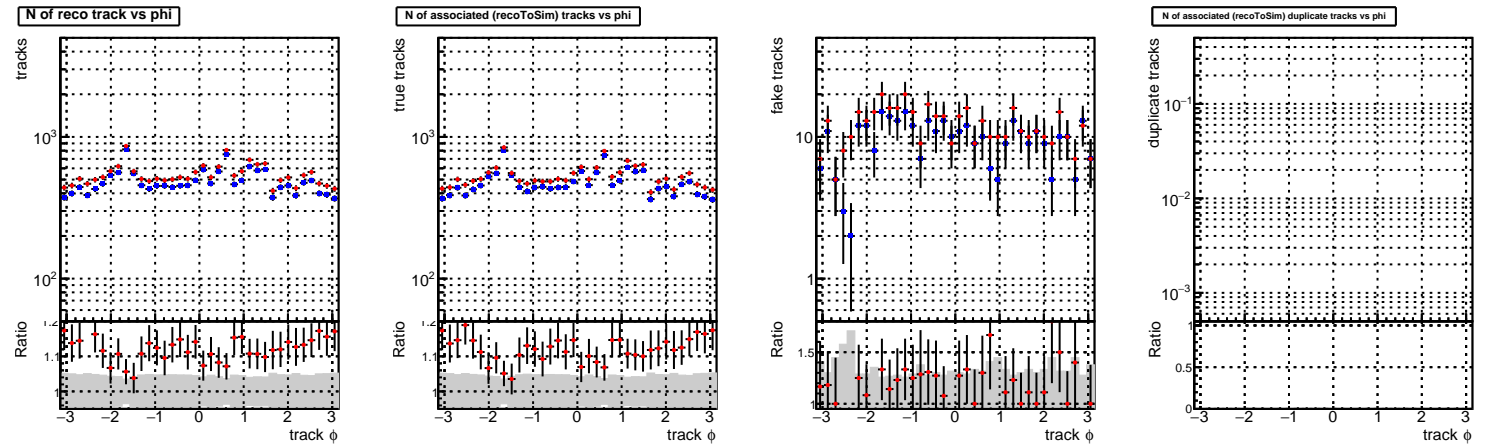 N of reco track vs phi
tracks
10³
10²
Ratio
1.2
1.1
1
−3 −2 −1 0 1 2 3
track ϕ
N of associated (recoToSim) tracks vs phi
true tracks
10³
10²
Ratio
1.2
1.1
1
−3 −2 −1 0 1 2 3
track ϕ
fake tracks
10
1
Ratio
1.5
1
−3 −2 −1 0 1 2 3
track ϕ
N of associated (recoToSim) duplicate tracks vs phi
duplicate tracks
10⁻¹
10⁻²
10⁻³
Ratio
1
0.5
0
−3 −2 −1 0 1 2 3
track ϕ